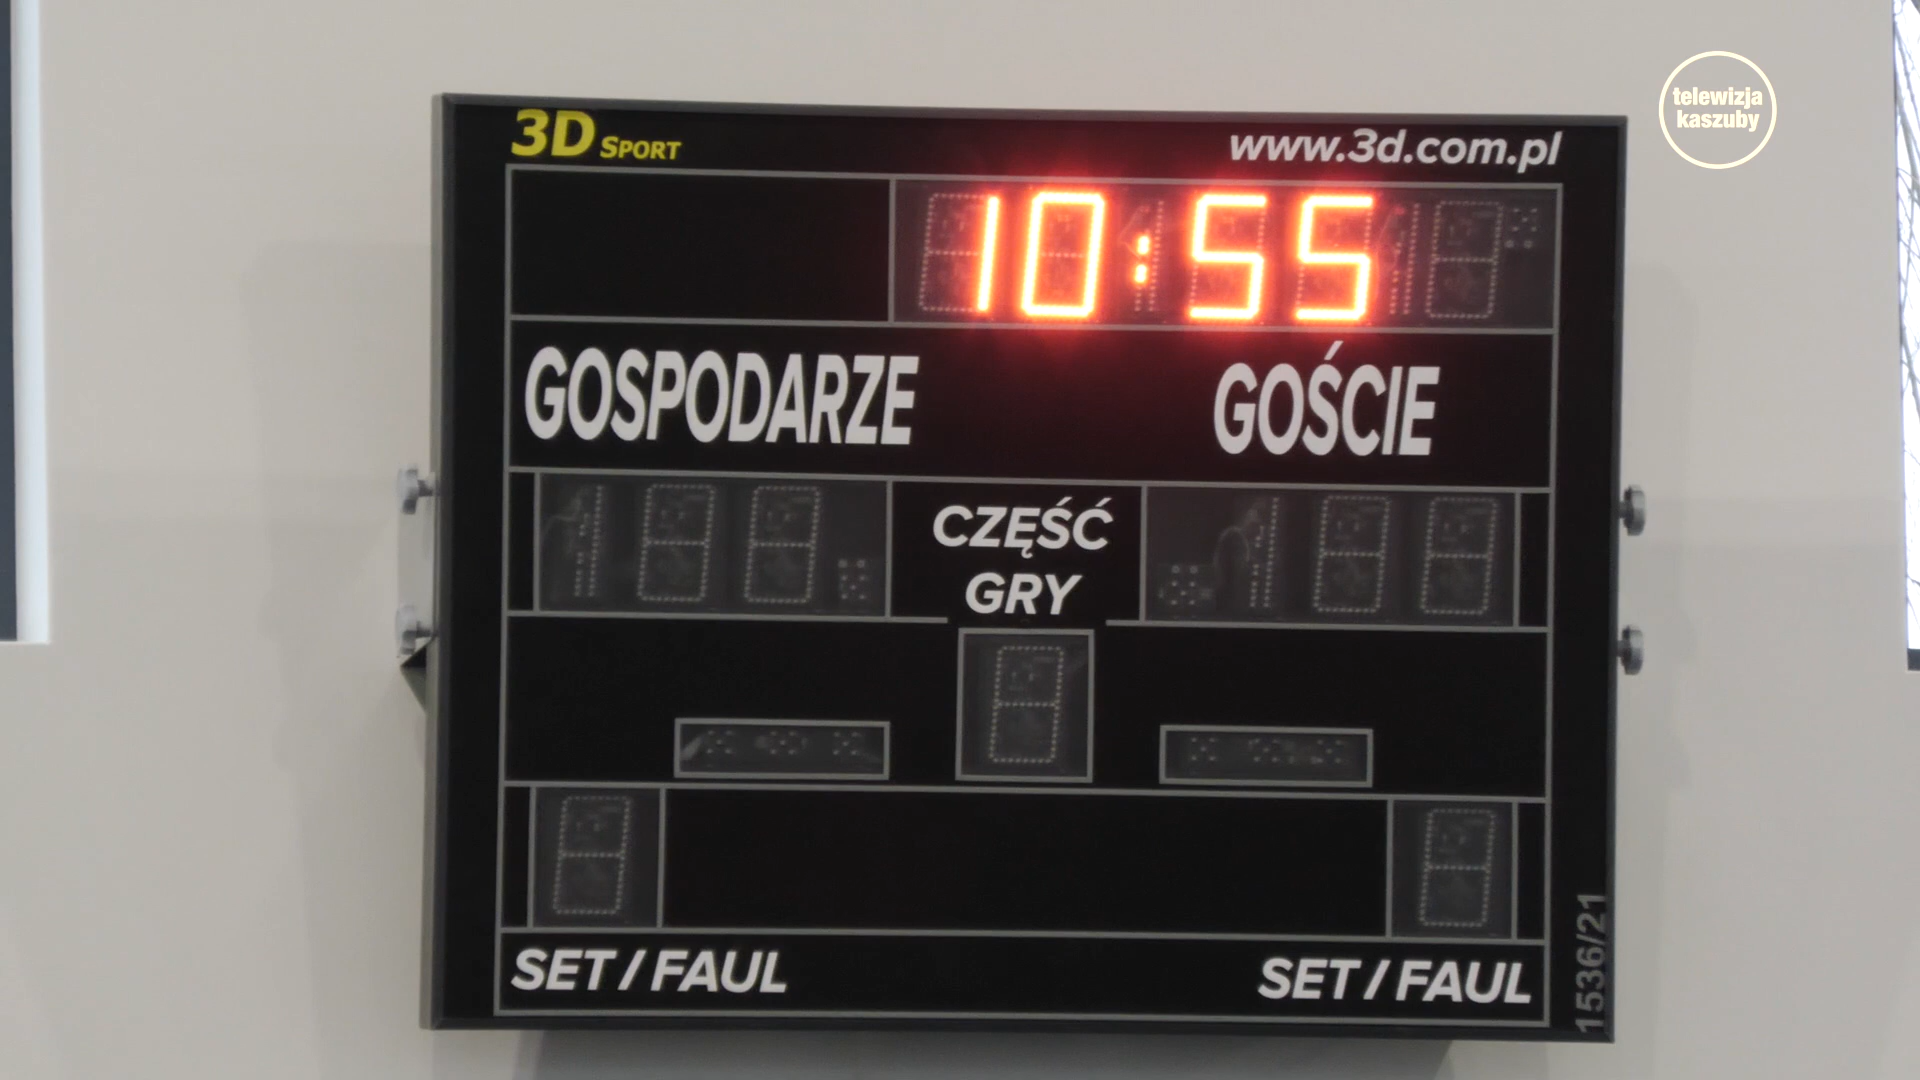 telewizja
kaszuby
3D SPORT
www.3d.com.pl
10:55
GOSPODARZE
GOŚCIE
CZĘŚĆ
GRY
SET / FAUL
SET / FAUL
1536/21